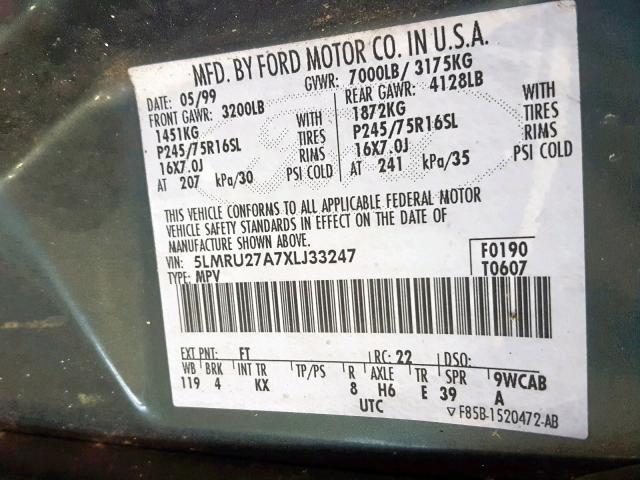 MFD. BY FORD MOTOR CO. IN U.S.A.
DATE: 05/99 GVWR: 7000LB/ 3175KG
FRONT GAWR: 3200LB REAR GAWR: 4128LB
1451KG WITH 1872KG WITH
P245/75R16SL TIRES P245/75R16SL TIRES
16X7.0J RIMS 16X7.0J RIMS
AT 207 kPa/30 PSI COLD AT 241 kPa/35 PSI COLD
THIS VEHICLE CONFORMS TO ALL APPLICABLE FEDERAL MOTOR
VEHICLE SAFETY STANDARDS IN EFFECT ON THE DATE OF
MANUFACTURE SHOWN ABOVE.
VIN: 5LMRU27A7XLJ33247 F0190
TYPE: MPV T0607
EXT PNT: FT RC: 22 DSO:
WB BRK INT TR TP/PS R AXLE TR SPR 9WCAB
119 4 KX 8 H6 E 39 A
UTC ▽ F85B-1520472-AB